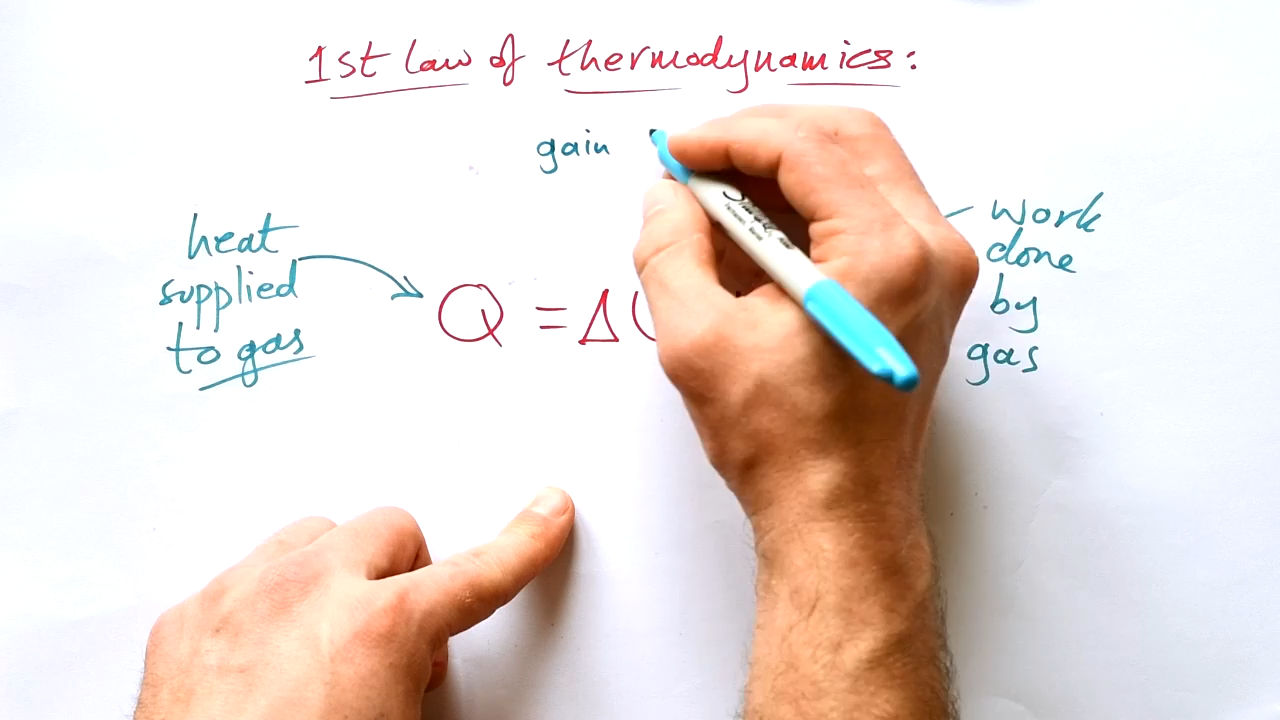 1st law of thermodynamics:
gain
heat
supplied
to gas
Q = Δ
work
done
by
gas